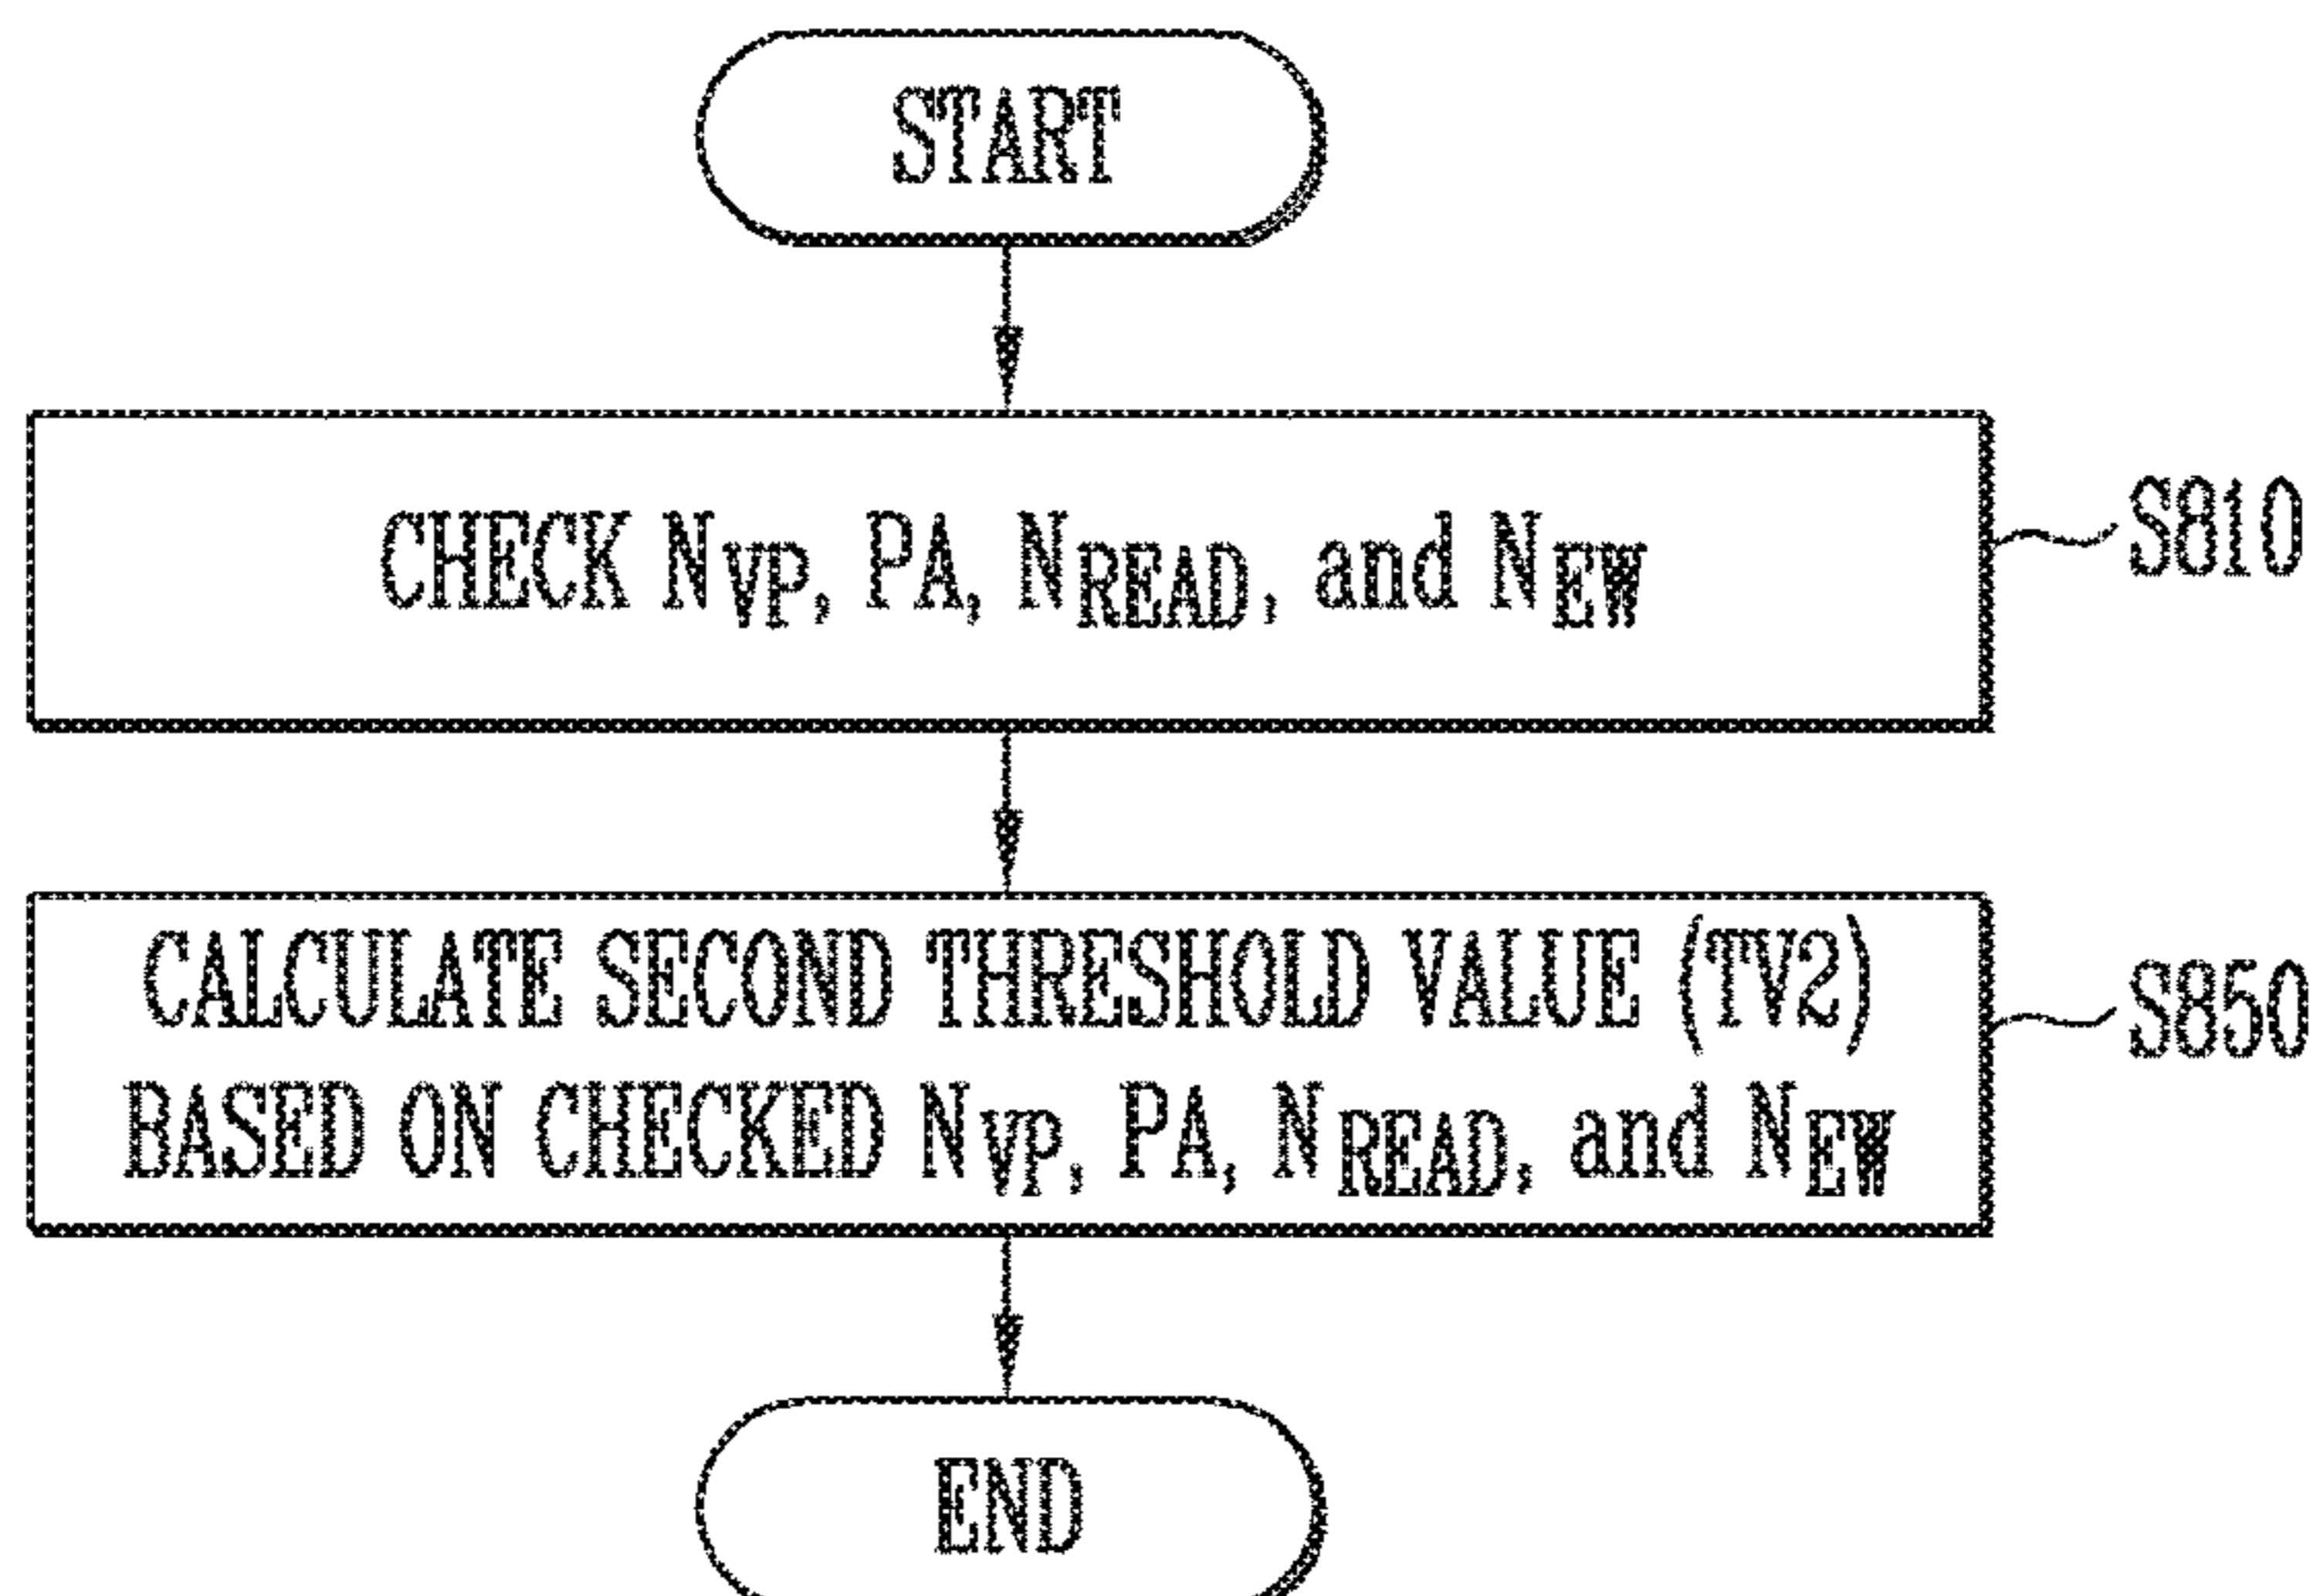 START
CHECK NVP, PA, NREAD, and NEW
S810
CALCULATE SECOND THRESHOLD VALUE (TV2)
BASED ON CHECKED NVP, PA, NREAD, and NEW
S850
END